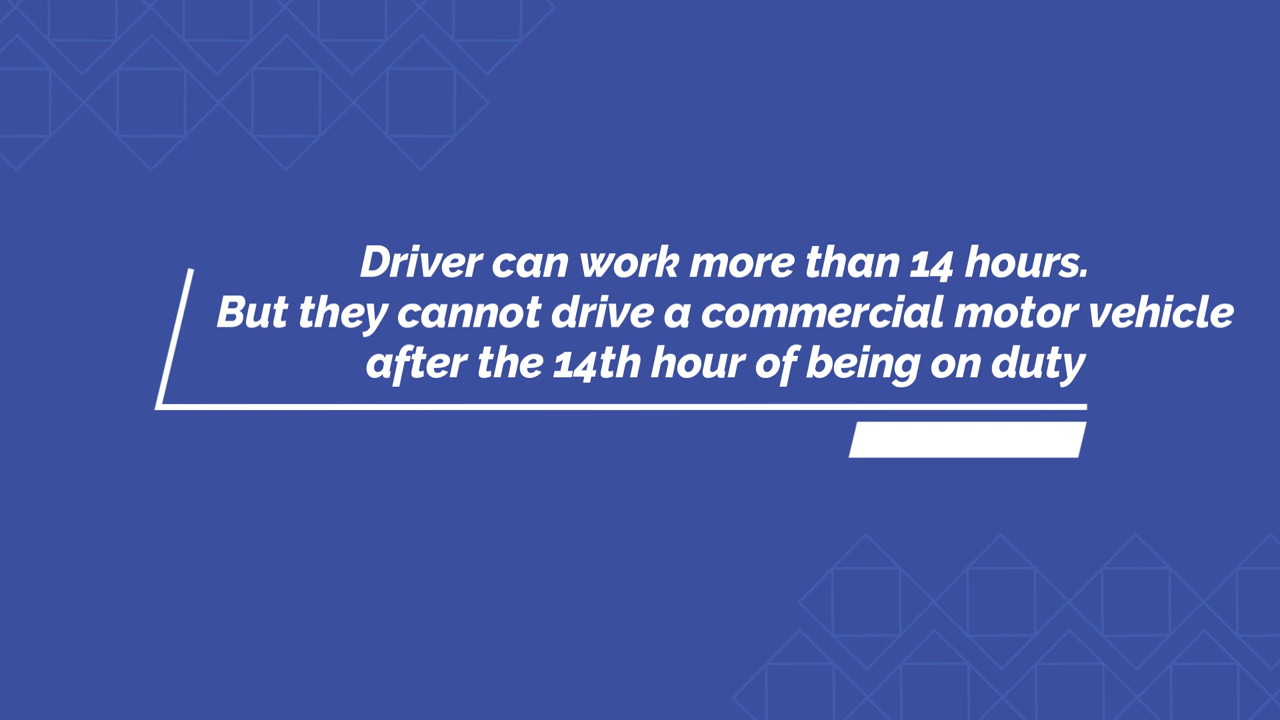 Driver can work more than 14 hours.
But they cannot drive a commercial motor vehicle
after the 14th hour of being on duty